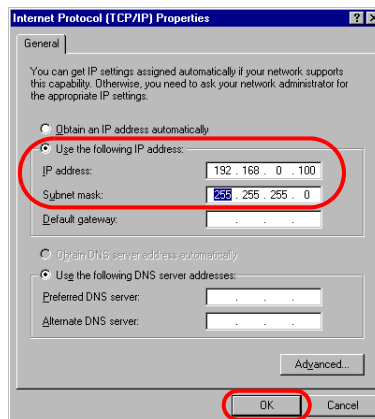 Internet Protocol (TCP/IP) Properties
General
You can get IP settings assigned automatically if your network supports
this capability. Otherwise, you need to ask your network administrator for
the appropriate IP settings.
Obtain an IP address automatically
Use the following IP address:
IP address: 192 . 168 . 0 . 100
Subnet mask: 255 . 255 . 255 . 0
Default gateway: . . .
Obtain DNS server address automatically
Use the following DNS server addresses:
Preferred DNS server: . . .
Alternate DNS server: . . .
Advanced...
OK Cancel